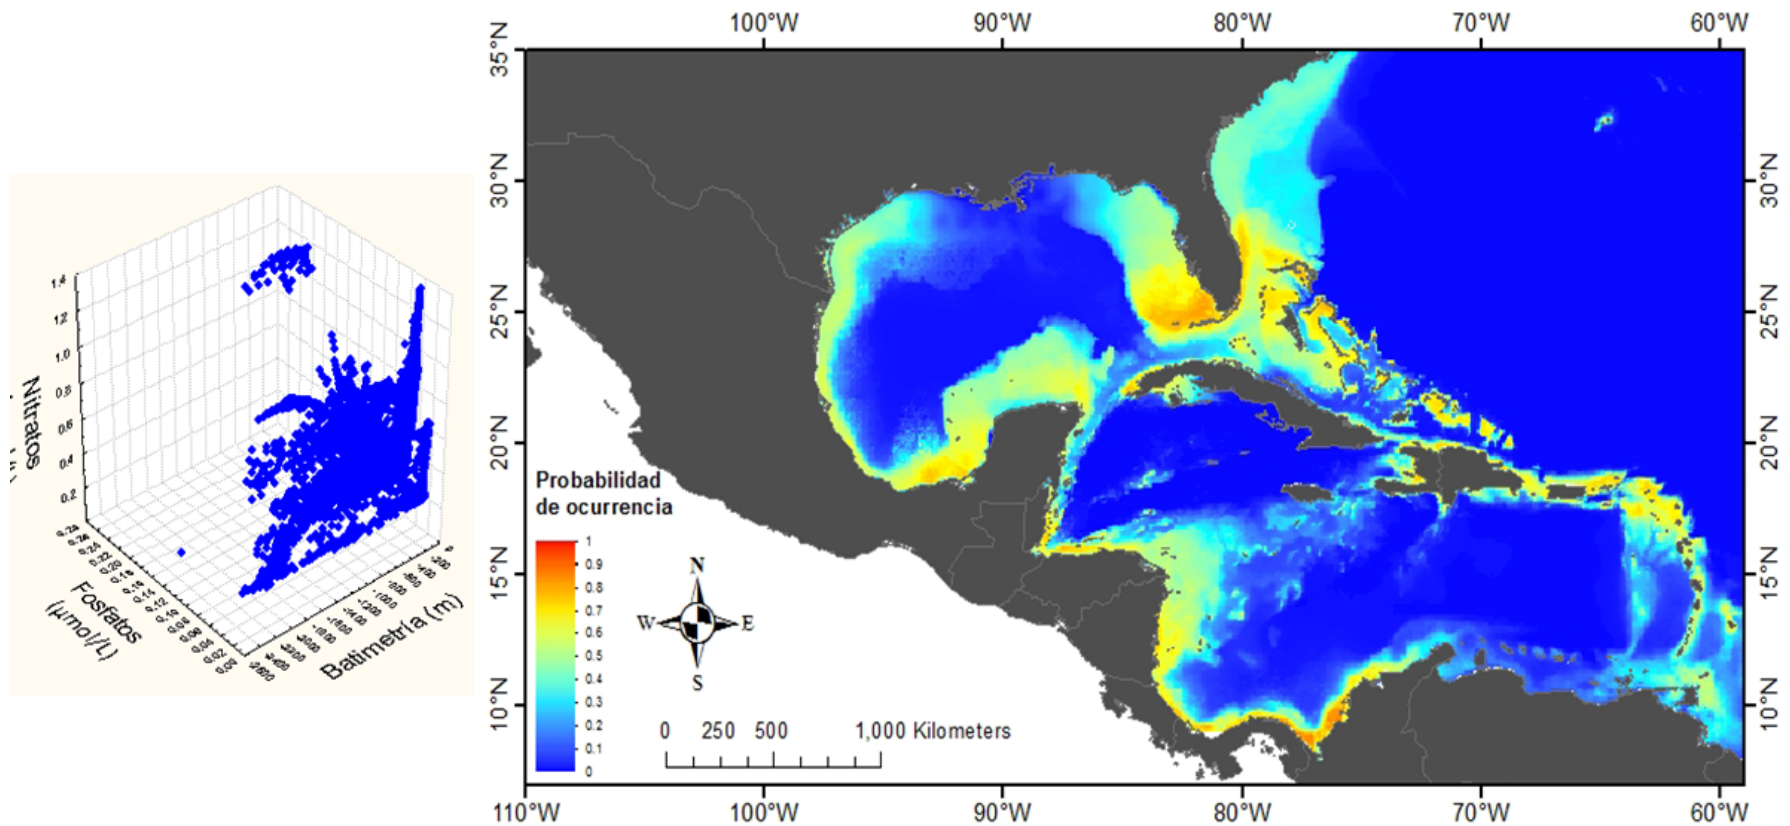 100°W 90°W 80°W 70°W 60°W
35°N
30°N 30°N
25°N 25°N
20°N 20°N
15°N 15°N
10°N 10°N
110°W 100°W 90°W 80°W 70°W 60°W
Probabilidad
de ocurrencia
1
0.9
0.8
0.7
0.6
0.5
0.4
0.3
0.2
0.1
0
N
W E
S
0 250 500 1,000 Kilometers
1.4
1.2
1.0
0.8
0.6
0.4
0.2
Nitratos
Fosfatos
(µmol/L)
Batimetría (m)